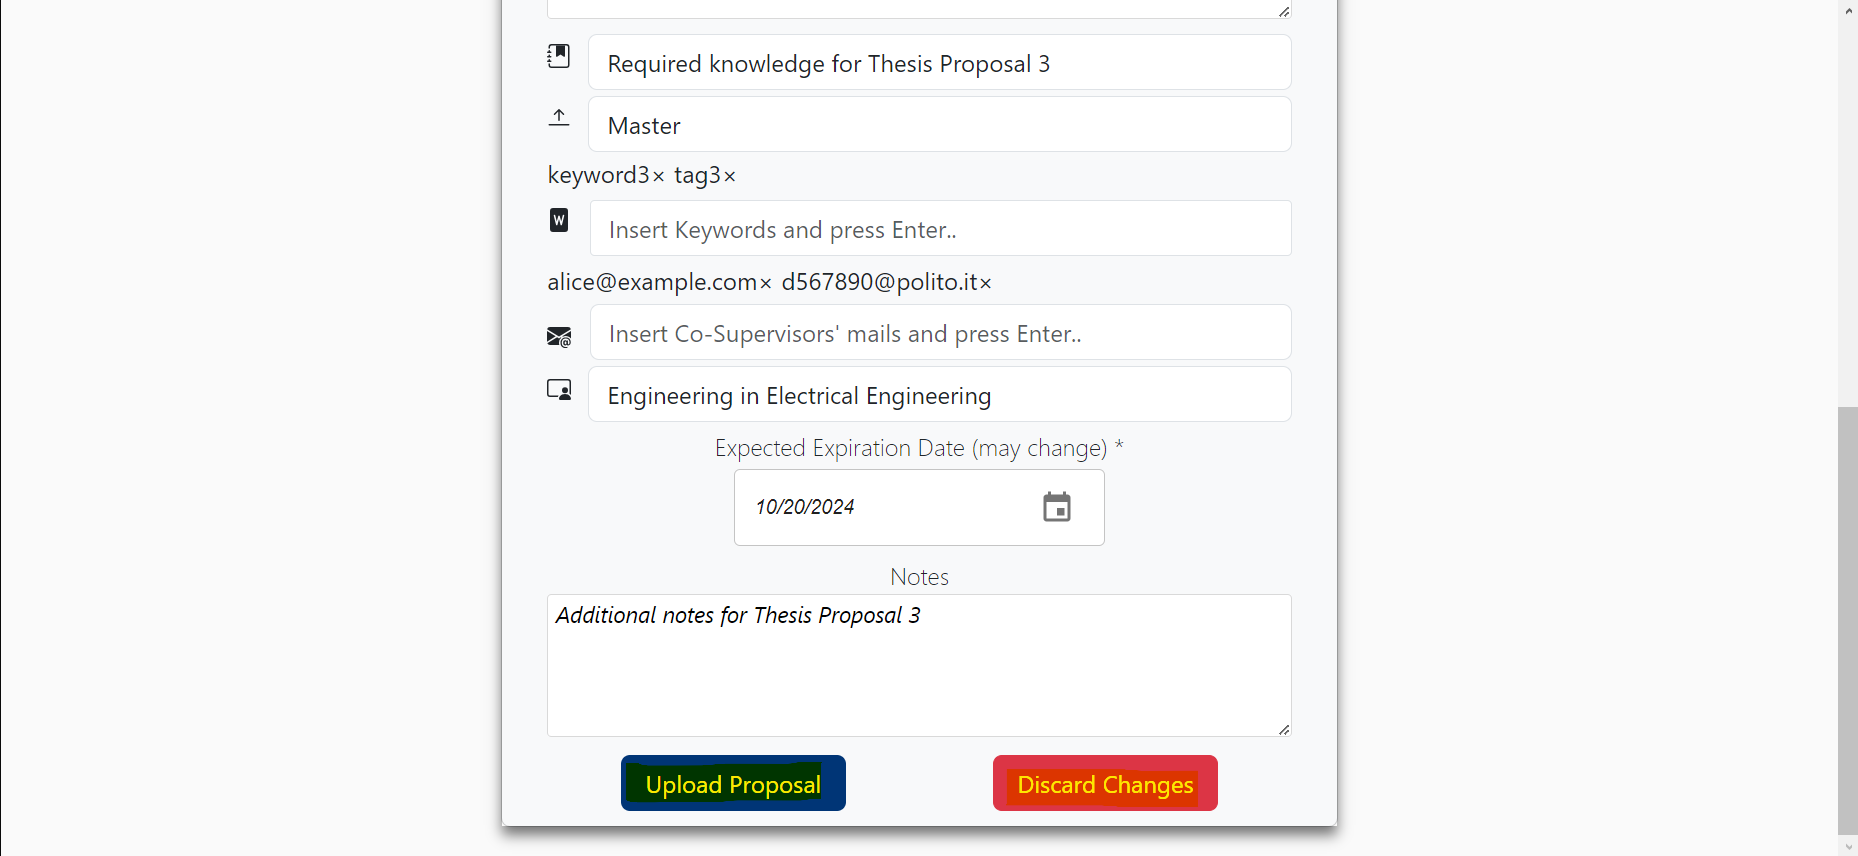 Required knowledge for Thesis Proposal 3
Master
keyword3× tag3×
W
Insert Keywords and press Enter..
alice@example.com× d567890@polito.it×
@
Insert Co-Supervisors' mails and press Enter..
Engineering in Electrical Engineering
Expected Expiration Date (may change) *
10/20/2024
Notes
Additional notes for Thesis Proposal 3
Upload Proposal Discard Changes